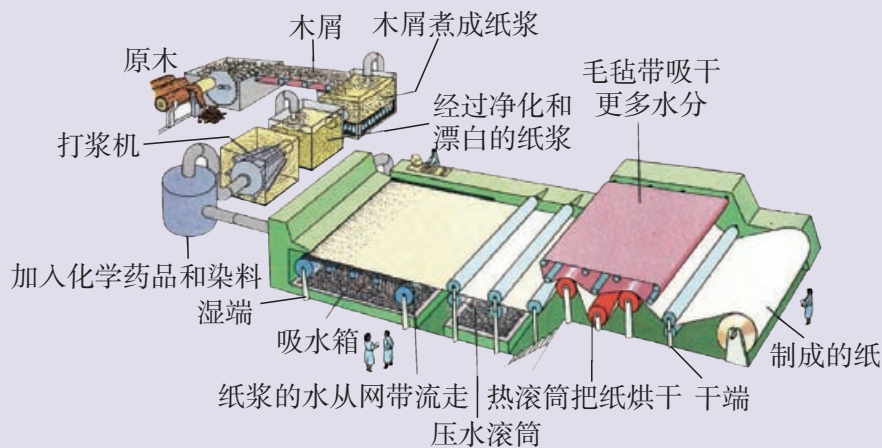 木屑
木屑煮成纸浆
原木
毛毡带吸干
更多水分
经过净化和
漂白的纸浆
打浆机
加入化学药品和染料
湿端
吸水箱
制成的纸
纸浆的水从网带流走
热滚筒把纸烘干
干端
压水滚筒